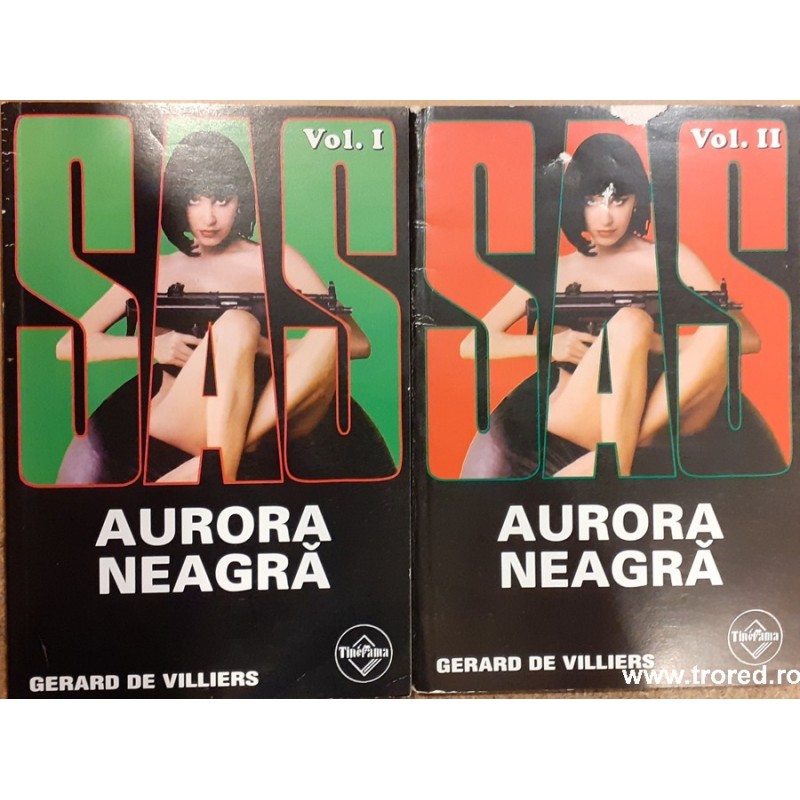 SAS
Vol. I
AURORA
NEAGRĂ
Tinerama
GERARD DE VILLIERS
SAS
Vol. II
AURORA
NEAGRĂ
Tinerama
GERARD DE VILLIERS
www.trored.ro